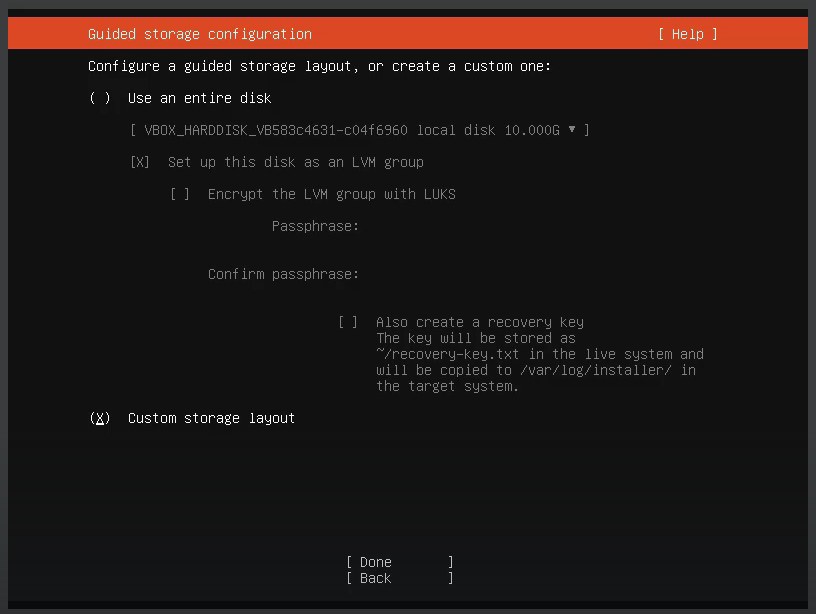 Guided storage configuration [ Help ]
Configure a guided storage layout, or create a custom one:
( ) Use an entire disk
[ VBOX_HARDDISK_VB583c4631-c04f6960 local disk 10.000G ▼ ]
[X] Set up this disk as an LVM group
[ ] Encrypt the LVM group with LUKS
Passphrase:
Confirm passphrase:
[ ] Also create a recovery key
The key will be stored as
~/recovery-key.txt in the live system and
will be copied to /var/log/installer/ in
the target system.
(X) Custom storage layout
[ Done ]
[ Back ]